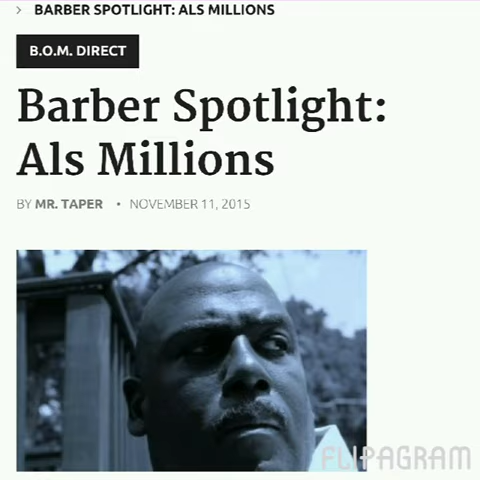 > BARBER SPOTLIGHT: ALS MILLIONS
B.O.M. DIRECT
Barber Spotlight:
Als Millions
BY MR. TAPER • NOVEMBER 11, 2015
FLIPAGRAM